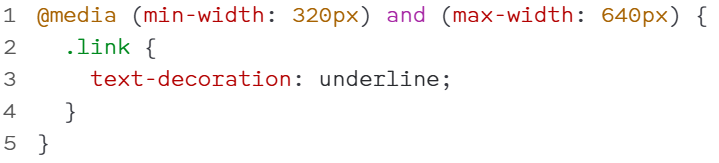 1 @media (min-width: 320px) and (max-width: 640px) {
2   .link {
3     text-decoration: underline;
4   }
5 }